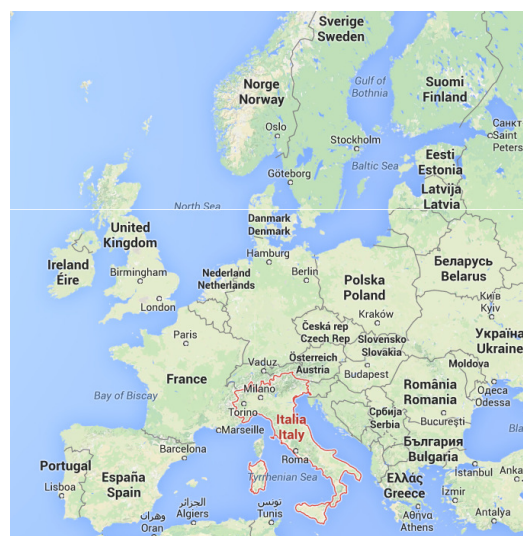 Sverige
Sweden
Norge
Norway
Gulf of
Bothnia
Suomi
Finland
Oslo
Санкт
Saint
Peters
Stockholm
Eesti
Estonia
Baltic Sea
Göteborg
Latvija
Latvia
North Sea
Danmark
Denmark
United
Kingdom
Hamburg
Беларусь
Belarus
Ireland
Éire
Birmingham
Nederland
Netherlands
Berlin
Polska
Poland
London
Київ
Kyiv
Kraków
Paris
Česká rep
Czech Rep
Slovensko
Slovakia
Україна
Ukraine
Vaduz
Österreich
Austria
Budapest
Moldova
France
Milano
România
Romania
Одеса
Odessa
Bay of Biscay
Torino
Italia
Italy
Србија
Serbia
București
Bla
Marseille
България
Bulgaria
Barcelona
Roma
Portugal
España
Spain
Tyrrhenian Sea
Istanbul
Anka
Lisboa
Ελλάς
Greece
İzmir
الجزائر
Algiers
تونس
Tunis
وهران
Oran
Αθήνα
Athens
Antalya